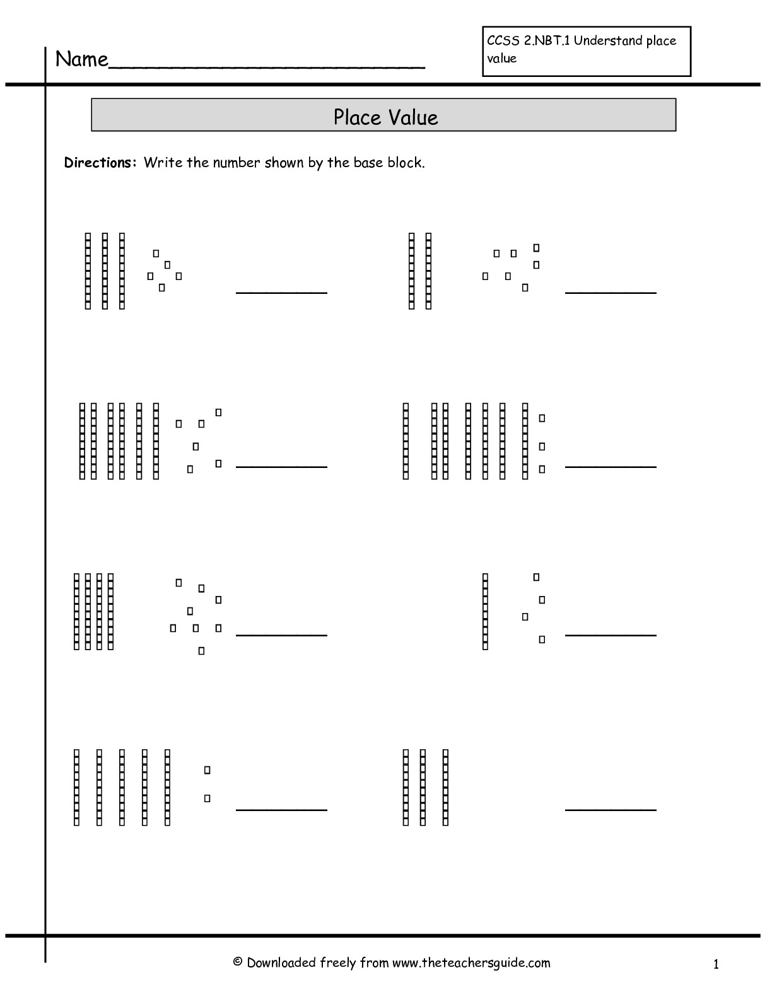 CCSS 2.NBT.1 Understand place
value
Name__________________________
Place Value
Directions: Write the number shown by the base block.
© Downloaded freely from www.theteachersguide.com
1